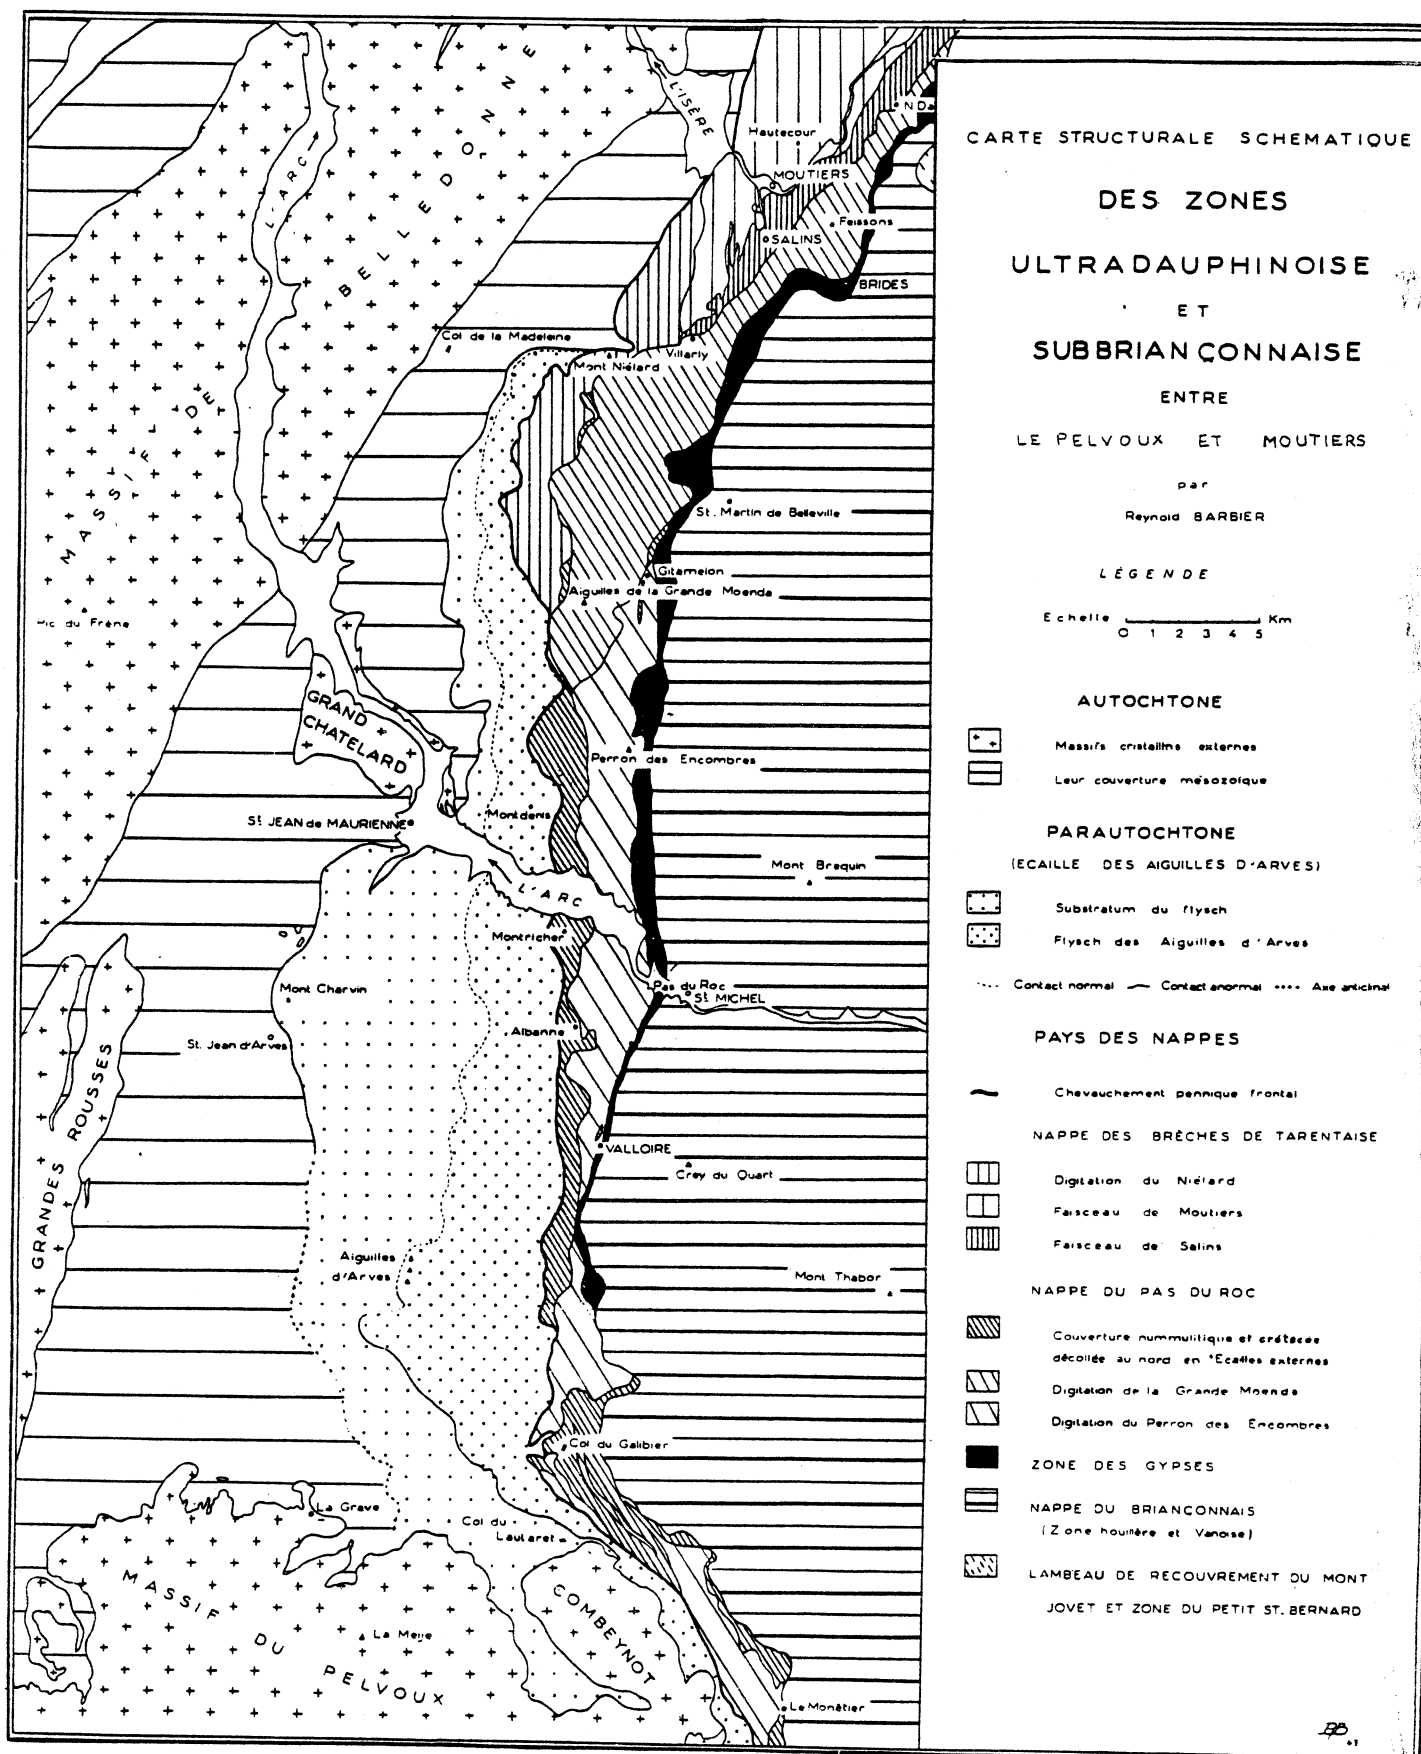 CARTE STRUCTURALE SCHEMATIQUE
DES ZONES
ULTRADAUPHINOISE
ET
SUBBRIANÇONNAISE
ENTRE
LE PELVOUX ET MOUTIERS
par
Reynold BARBIER
LÉGENDE
Echelle 0 1 2 3 4 5 Km
AUTOCHTONE
Massifs cristallins externes
Leur couverture mésozoïque
PARAUTOCHTONE
(ECAILLE DES AIGUILLES D'ARVES)
Substratum du flysch
Flysch des Aiguilles d'Arves
Contact normal Contact anormal Axe anticlinal
PAYS DES NAPPES
Chevauchement pennique frontal
NAPPE DES BRÈCHES DE TARENTAISE
Digitation du Niélard
Faisceau de Moutiers
Faisceau de Salins
NAPPE DU PAS DU ROC
Couverture nummulitique et crétacée
décollée au nord en "Ecailles externes
Digitation de la Grande Moenda
Digitation du Perron des Encombres
ZONE DES GYPSES
NAPPE DU BRIANÇONNAIS
(Zone houillère et Vanoise)
LAMBEAU DE RECOUVREMENT DU MONT
JOVET ET ZONE DU PETIT ST. BERNARD
MASSIF DE
BELLEDONNE
L'ARC
L'ISÈRE
Hautecour
MOUTIERS
Feissons
SALINS
BRIDES
Col de la Madeleine
Villarly
Mont Niélard
St. Martin de Belleville
Gitamelon
Aiguilles de la Grande Moenda
Pic du Frêne
GRAND
CHATELARD
Perron des Encombres
Montdenis
St JEAN de MAURIENNE
Mont Brequin
L'ARC
Montricher
Mont Charvin
Pas du Roc
St MICHEL
Albanne
St. Jean d'Arves
GRANDES ROUSSES
VALLOIRE
Crey du Quart
Aiguilles
d'Arves
Mont Thabor
Col du Galibier
La Grave
Col du
Lautaret
MASSIF
DU
PELVOUX
La Meije
COMBEYNOT
Le Monêtier